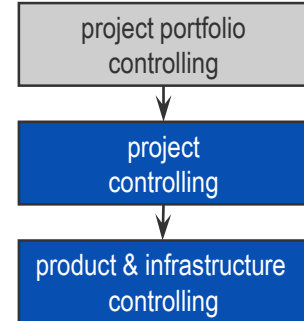 project portfolio
controlling
project
controlling
product & infrastructure
controlling